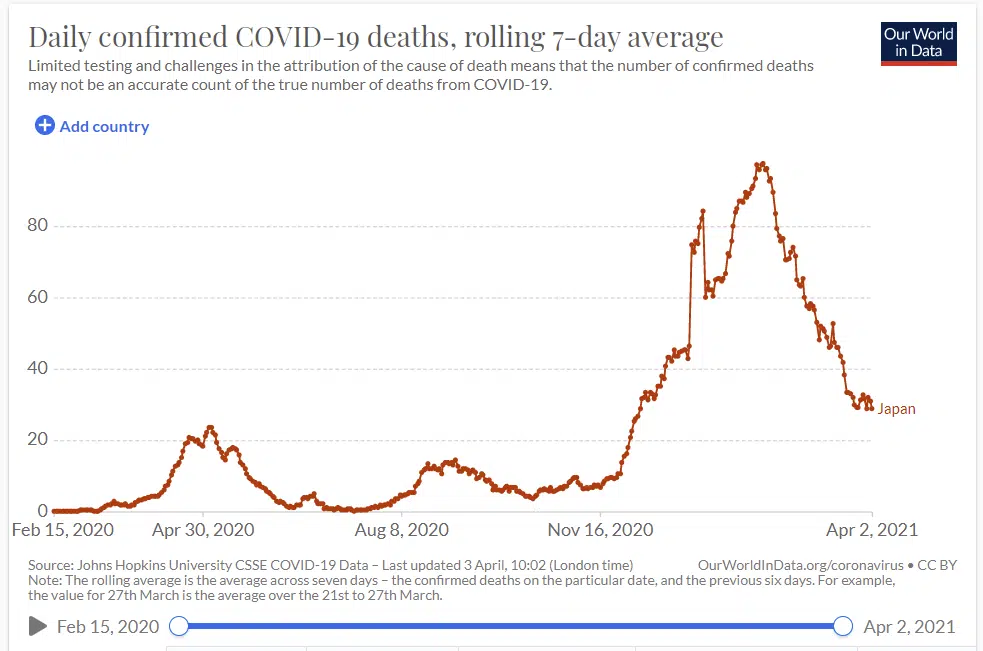 Daily confirmed COVID-19 deaths, rolling 7-day average
Our World
in Data
Limited testing and challenges in the attribution of the cause of death means that the number of confirmed deaths
may not be an accurate count of the true number of deaths from COVID-19.
Add country
80
60
40
20
0
Japan
Feb 15, 2020
Apr 30, 2020
Aug 8, 2020
Nov 16, 2020
Apr 2, 2021
Source: Johns Hopkins University CSSE COVID-19 Data – Last updated 3 April, 10:02 (London time)
OurWorldInData.org/coronavirus • CC BY
Note: The rolling average is the average across seven days – the confirmed deaths on the particular date, and the previous six days. For example,
the value for 27th March is the average over the 21st to 27th March.
Feb 15, 2020
Apr 2, 2021